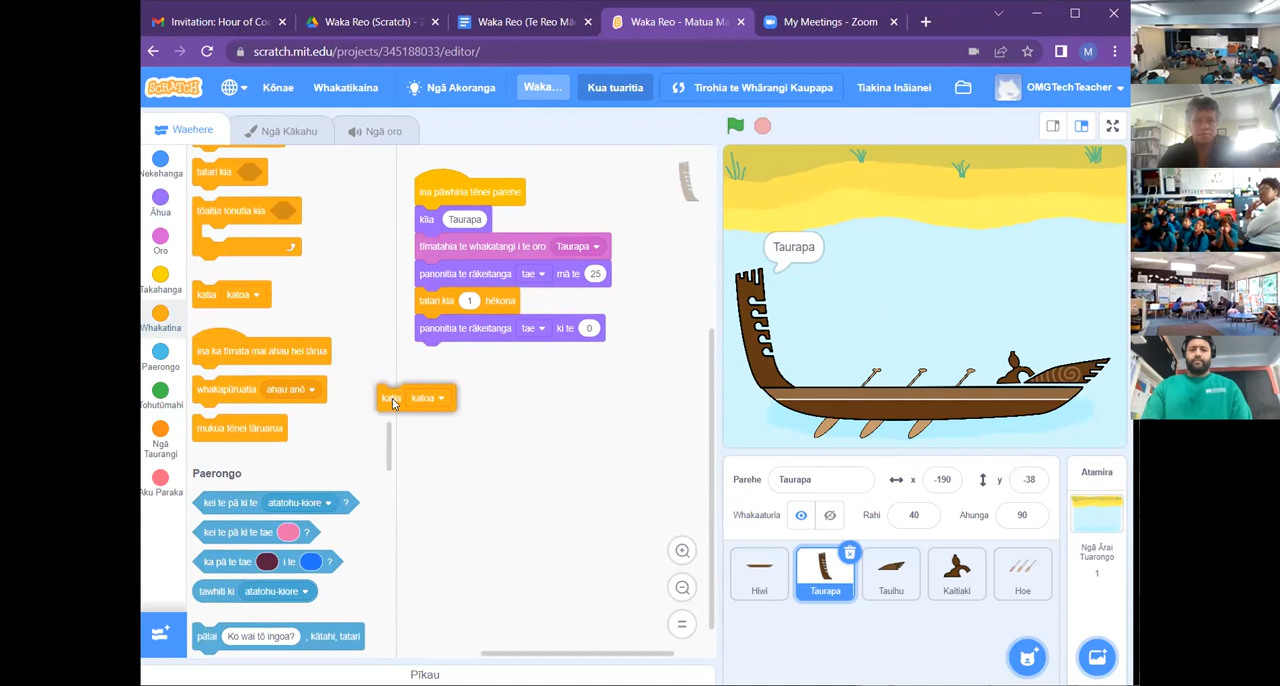 Invitation: Hour of Co
Waka Reo (Scratch) - 2
Waka Reo (Te Reo Mā
Waka Reo - Matua Ma
My Meetings - Zoom
scratch.mit.edu/projects/345188033/editor/
M
SCRATCH
Kōnae
Whakatikaina
Ngā Akoranga
Waka...
Kua tuaritia
Tirohia te Whārangi Kaupapa
Tiakina Ināianei
OMGTechTeacher
Waehere
Ngā Kākahu
Ngā oro
Nekehanga
Āhua
Oro
Takahanga
Whakatina
Paerongo
Tohutūmahi
Ngā Taurangi
Aku Paraka
tatari kia
katia katoa
ina ka tīmata mai ahau hei tārua
whakapūruatia ahau anō
mukua tēnei tāruarua
Paerongo
kei te pā ki te atatohu-kiore ?
kei te pā ki te tae ?
ka pā te tae i te ?
tawhiti ki atatohu-kiore
pātai Ko wai tō ingoa? , kātahi, tatari
ina pāwhiria tēnei parehe
kīia Taurapa
tīmatahia te whakatangi i te oro Taurapa
panonitia te rākeitanga tae mā te 25
tatari kia 1 hēkona
panonitia te rākeitanga tae ki te 0
katoa
Pīkau
Taurapa
Parehe Taurapa x -190 y -38
Whakaaturia Rahi 40 Ahunga 90
Hiwi
Taurapa
Tauihu
Kaitiaki
Hoe
Atamira
Ngā Ārai Tuarongo
1